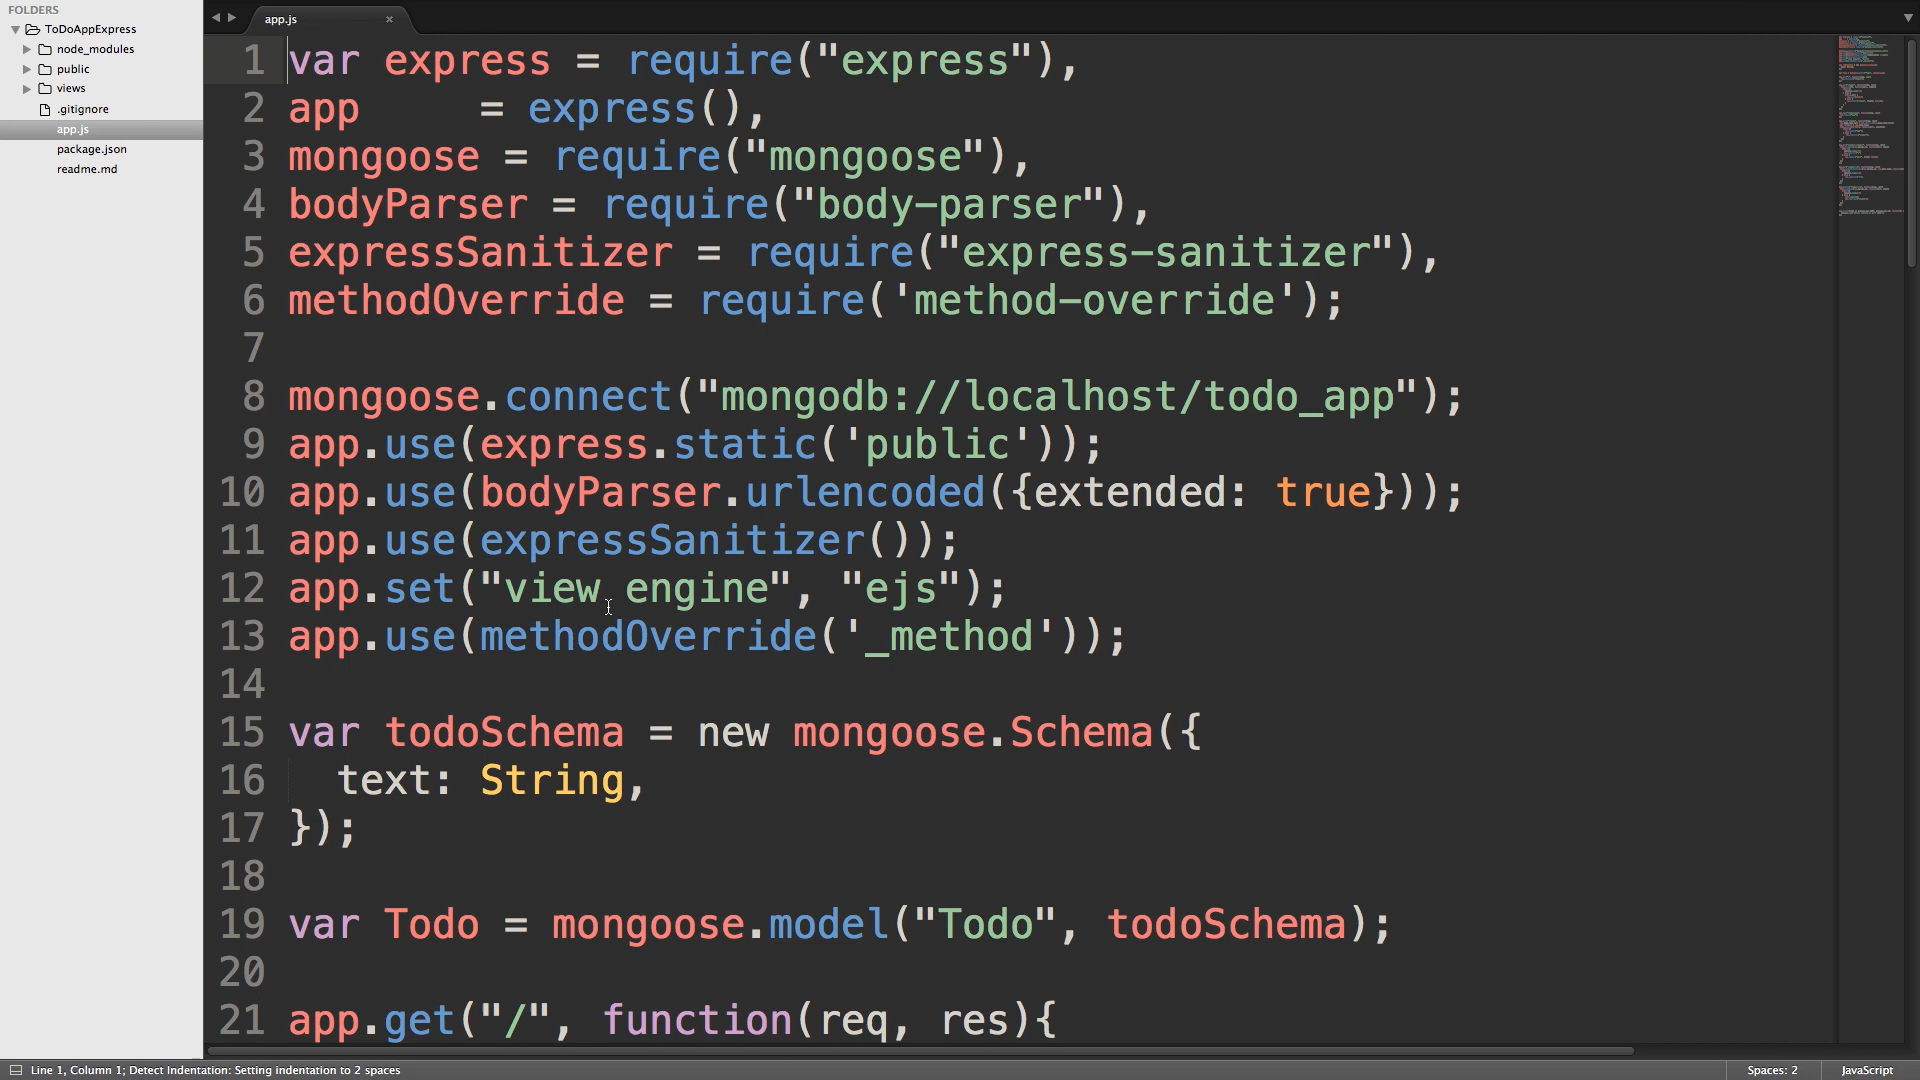 FOLDERS
ToDoAppExpress
node_modules
public
views
.gitignore
app.js
package.json
readme.md
app.js
1 var express = require("express"),
2 app     = express(),
3 mongoose = require("mongoose"),
4 bodyParser = require("body-parser"),
5 expressSanitizer = require("express-sanitizer"),
6 methodOverride = require('method-override');
7
8 mongoose.connect("mongodb://localhost/todo_app");
9 app.use(express.static('public'));
10 app.use(bodyParser.urlencoded({extended: true}));
11 app.use(expressSanitizer());
12 app.set("view engine", "ejs");
13 app.use(methodOverride('_method'));
14
15 var todoSchema = new mongoose.Schema({
16   text: String,
17 });
18
19 var Todo = mongoose.model("Todo", todoSchema);
20
21 app.get("/", function(req, res){
Line 1, Column 1; Detect Indentation: Setting indentation to 2 spaces
Spaces: 2
JavaScript